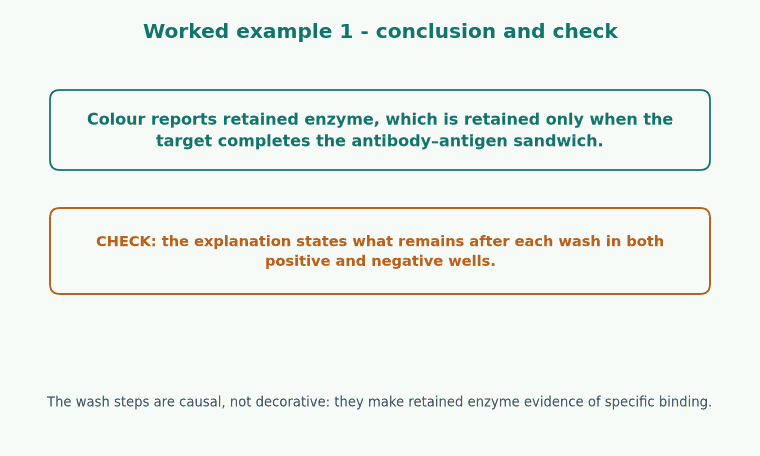 Worked example 1 - conclusion and check
Colour reports retained enzyme, which is retained only when the
target completes the antibody–antigen sandwich.
CHECK: the explanation states what remains after each wash in both
positive and negative wells.
The wash steps are causal, not decorative: they make retained enzyme evidence of specific binding.